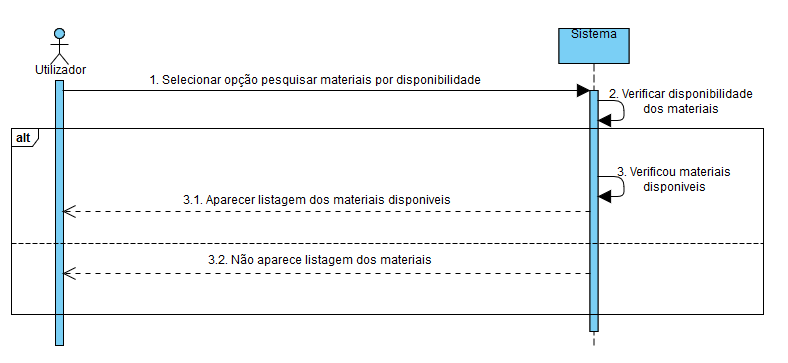 Sistema
Utilizador
1. Selecionar opção pesquisar materiais por disponibilidade
2. Verificar disponibilidade
dos materiais
alt
3. Verificou materiais
disponiveis
3.1. Aparecer listagem dos materiais disponiveis
3.2. Não aparece listagem dos materiais